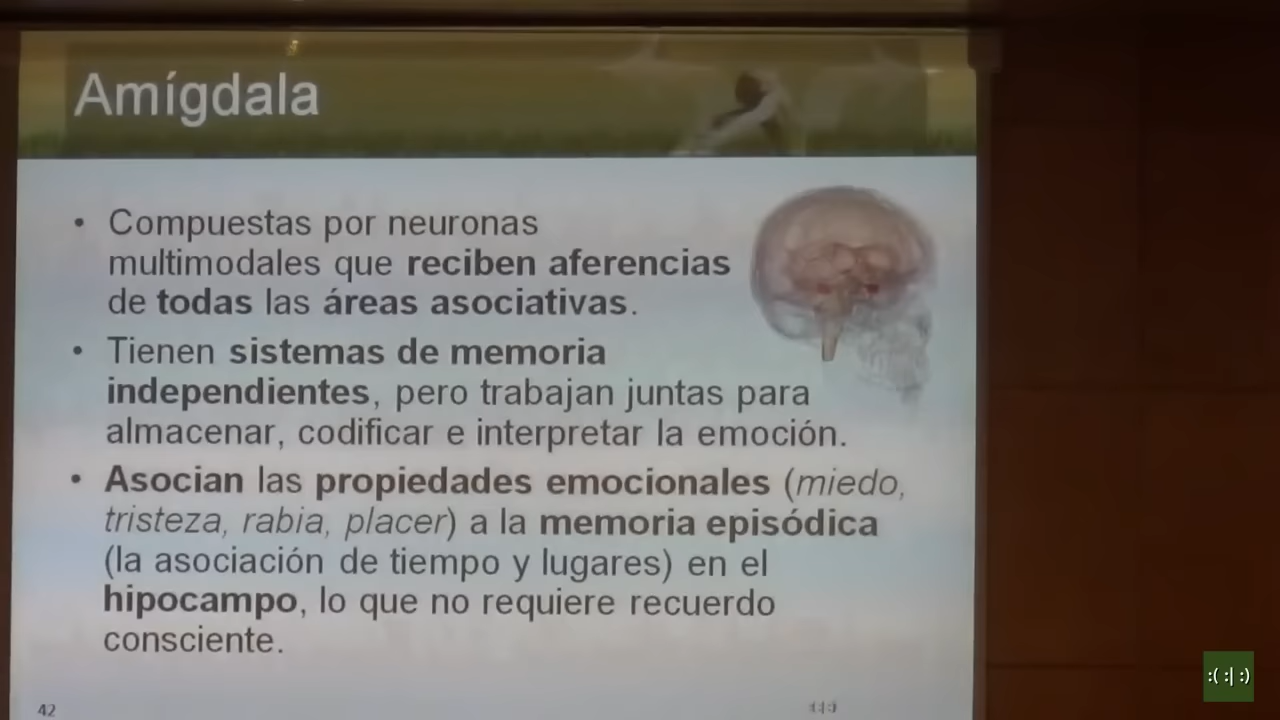 Amígdala
• Compuestas por neuronas
multimodales que reciben aferencias
de todas las áreas asociativas.
• Tienen sistemas de memoria
independientes, pero trabajan juntas para
almacenar, codificar e interpretar la emoción.
• Asocian las propiedades emocionales (miedo,
tristeza, rabia, placer) a la memoria episódica
(la asociación de tiempo y lugares) en el
hipocampo, lo que no requiere recuerdo
consciente.
42
:( :| :)